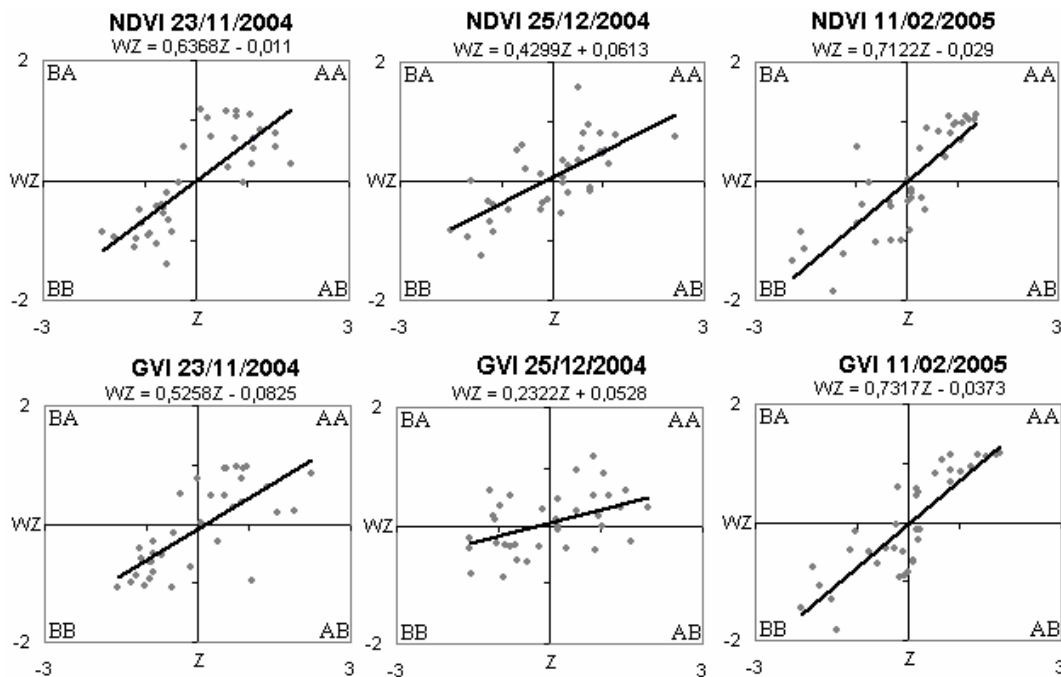 NDVI 23/11/2004
WZ = 0,6368Z - 0,011
2
BA
AA
WZ
BB
AB
-2
-3
Z
3
NDVI 25/12/2004
WZ = 0,4299Z + 0,0613
2
BA
AA
WZ
BB
AB
-2
-3
Z
3
NDVI 11/02/2005
WZ = 0,7122Z - 0,029
2
BA
AA
WZ
BB
AB
-2
-3
Z
3
GVI 23/11/2004
WZ = 0,5258Z - 0,0825
2
BA
AA
WZ
BB
AB
-2
-3
Z
3
GVI 25/12/2004
WZ = 0,2322Z + 0,0528
2
BA
AA
WZ
BB
AB
-2
-3
Z
3
GVI 11/02/2005
WZ = 0,7317Z - 0,0373
2
BA
AA
WZ
BB
AB
-2
-3
Z
3